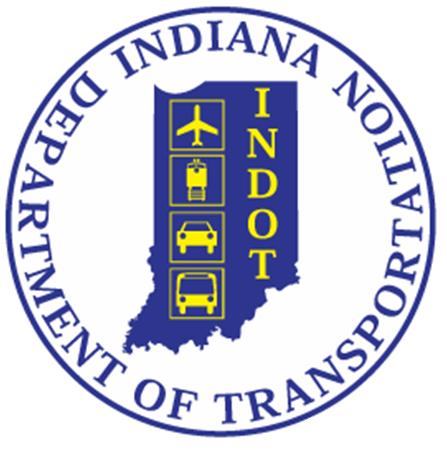 INDIANA
DEPARTMENT OF TRANSPORTATION
INDOT